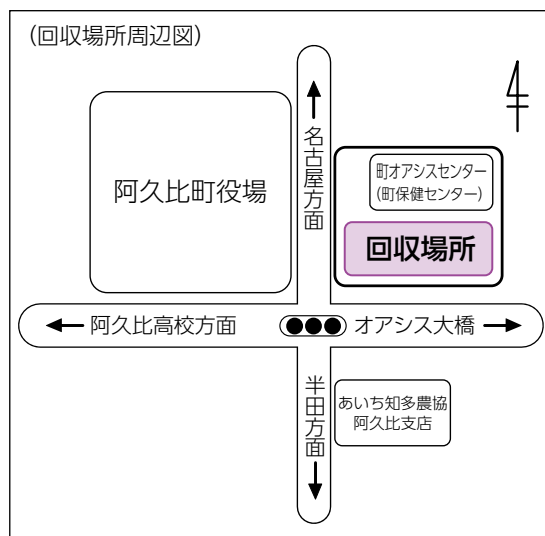 (回収場所周辺図)
名古屋方面
町オアシスセンター
(町保健センター)
阿久比町役場
回収場所
阿久比高校方面
オアシス大橋
半田方面
あいち知多農協
阿久比支店